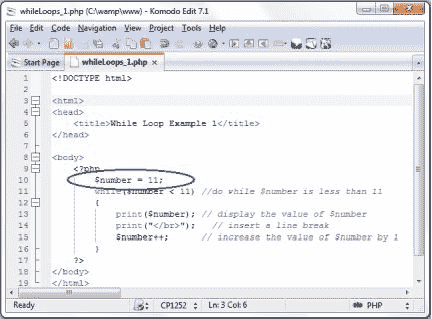 whileLoops_1.php (C:\wamp\www) - Komodo Edit 7.1
File Edit Code Navigation View Project Tools Help
Start Page whileLoops_1.php
1 <!DOCTYPE html>
2
3 <html>
4 <head>
5 <title>While Loop Example 1</title>
6 </head>
7
8 <body>
9 <?php
10 $number = 11;
11 while($number < 11) //do while $number is less than 11
12 {
13 print($number); // display the value of $number
14 print("</br>"); // insert a line break
15 $number++; // increase the value of $number by 1
16 }
17 ?>
18 </body>
19 </html>
Ready CP1252 Ln: 3 Col: 6 PHP